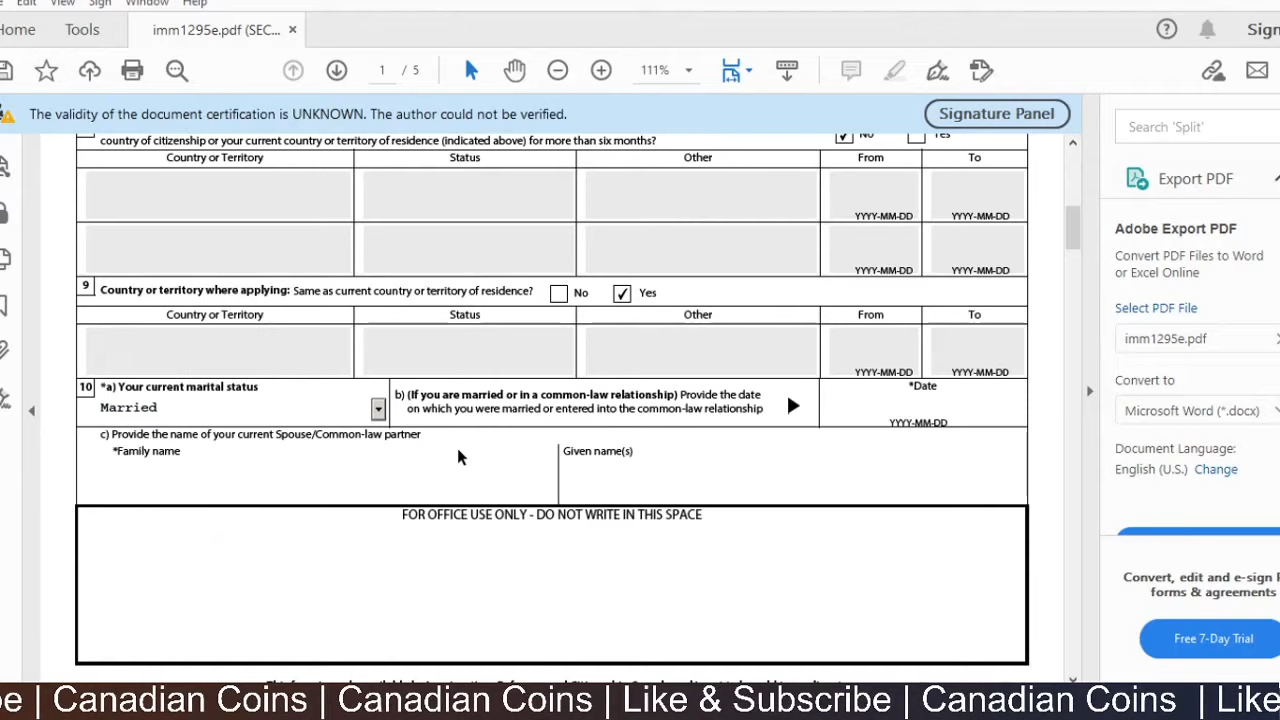 Edit View Sign Window Help
Home Tools imm1295e.pdf (SEC... × Sign
1 / 5 111%
The validity of the document certification is UNKNOWN. The author could not be verified. Signature Panel
Search 'Split'
country of citizenship or your current country or territory of residence (indicated above) for more than six months? No Yes
Country or Territory Status Other From To
YYYY-MM-DD YYYY-MM-DD
YYYY-MM-DD YYYY-MM-DD
9 Country or territory where applying: Same as current country or territory of residence? No Yes
Country or Territory Status Other From To
YYYY-MM-DD YYYY-MM-DD
10 *a) Your current marital status
Married
b) (If you are married or in a common-law relationship) Provide the date
on which you were married or entered into the common-law relationship
*Date
YYYY-MM-DD
c) Provide the name of your current Spouse/Common-law partner
*Family name Given name(s)
FOR OFFICE USE ONLY - DO NOT WRITE IN THIS SPACE
Export PDF
Adobe Export PDF
Convert PDF Files to Word
or Excel Online
Select PDF File
imm1295e.pdf
Convert to
Microsoft Word (*.docx)
Document Language:
English (U.S.) Change
Convert, edit and e-sign
forms & agreements
Free 7-Day Trial
be | Canadian Coins | Canadian Coins | Like & Subscribe | Canadian Coins | Like